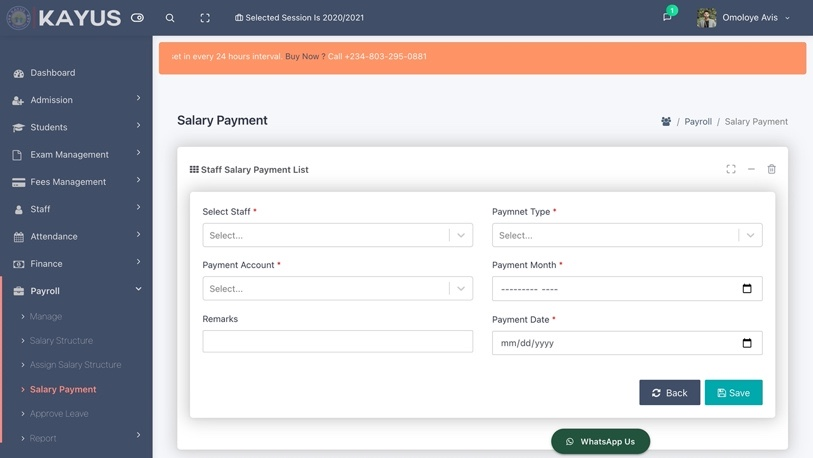 KAYUS
Selected Session Is 2020/2021
1
Omoloye Avis
set in every 24 hours interval. Buy Now ? Call +234-803-295-0881
Dashboard
Admission
Students
Exam Management
Fees Management
Staff
Attendance
Finance
Payroll
Manage
Salary Structure
Assign Salary Structure
Salary Payment
Approve Leave
Report
Salary Payment
/ Payroll / Salary Payment
Staff Salary Payment List
Select Staff *
Paymnet Type *
Select...
Select...
Payment Account *
Payment Month *
Select...
--------- ----
Remarks
Payment Date *
mm/dd/yyyy
Back
Save
WhatsApp Us